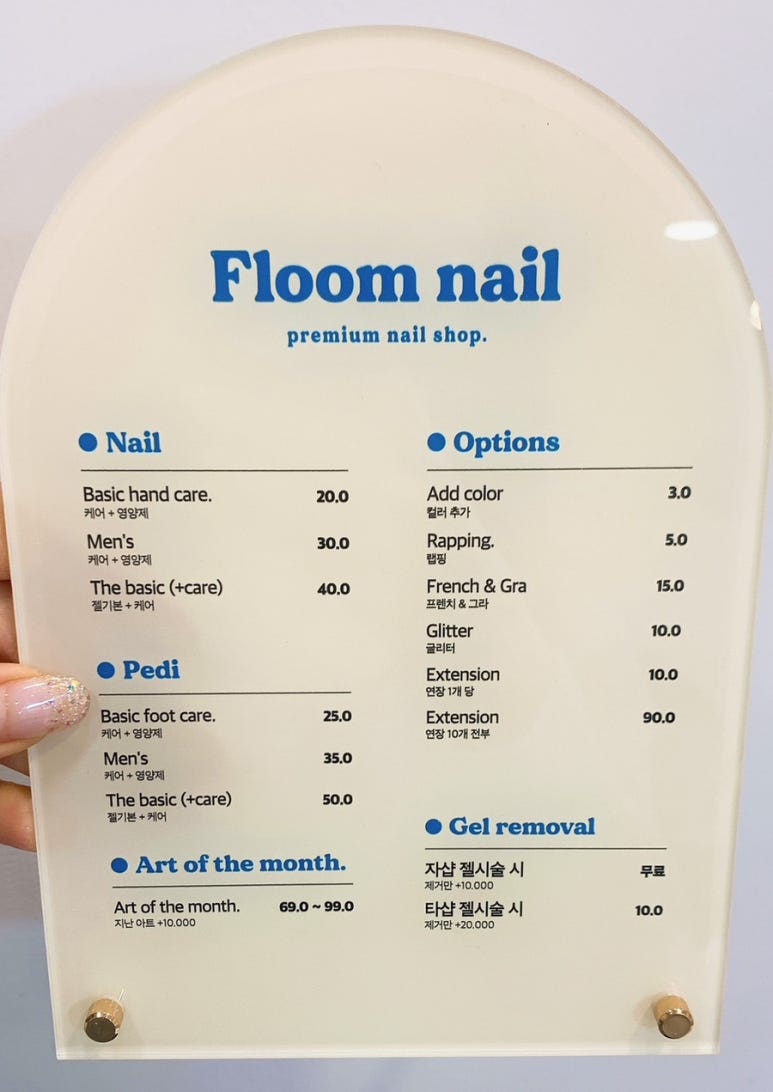 Floom nail
premium nail shop.
Nail
Basic hand care. 20.0
케어 + 영양제
Men's 30.0
케어 + 영양제
The basic (+care) 40.0
젤기본 + 케어
Pedi
Basic foot care. 25.0
케어 + 영양제
Men's 35.0
케어 + 영양제
The basic (+care) 50.0
젤기본 + 케어
Art of the month.
Art of the month. 69.0 ~ 99.0
지난 아트 +10.000
Options
Add color 3.0
컬러 추가
Rapping. 5.0
랩핑
French & Gra 15.0
프렌치 & 그라
Glitter 10.0
글리터
Extension 10.0
연장 1개 당
Extension 90.0
연장 10개 전부
Gel removal
자샵 젤시술 시 무료
제거만 +10.000
타샵 젤시술 시 10.0
제거만 +20.000